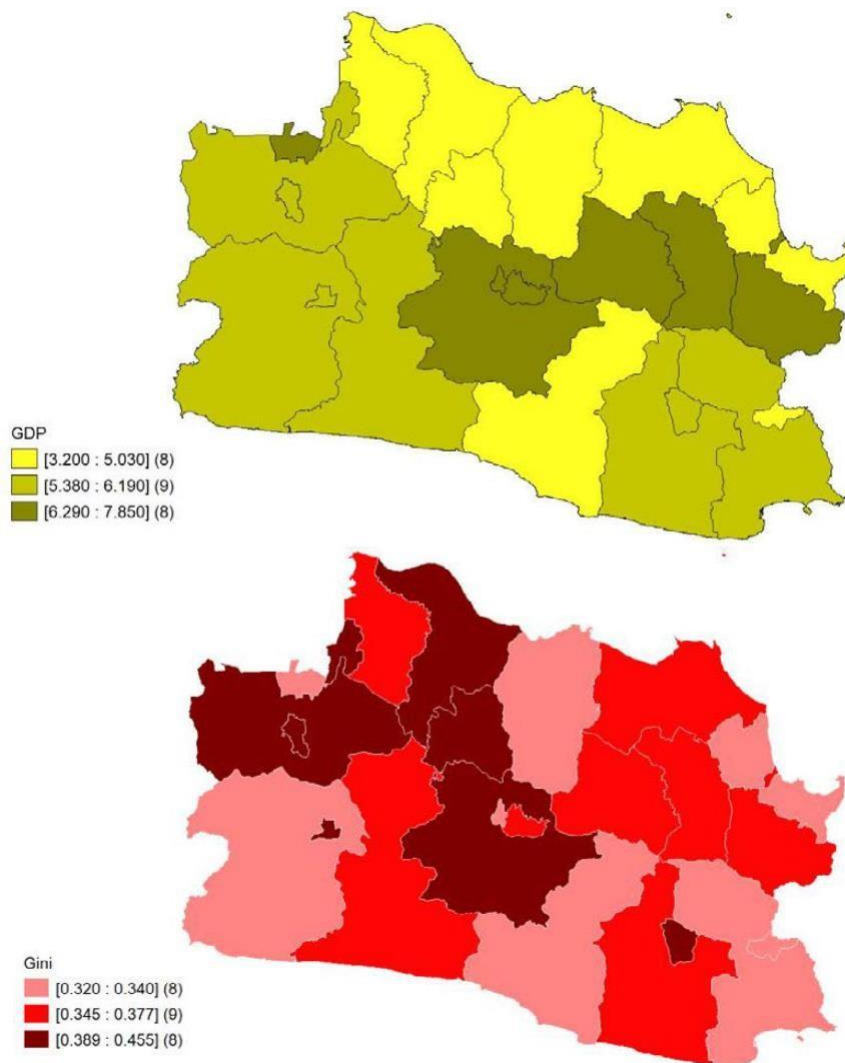 GDP
[3.200 : 5.030] (8)
[5.380 : 6.190] (9)
[6.290 : 7.850] (8)
Gini
[0.320 : 0.340] (8)
[0.345 : 0.377] (9)
[0.389 : 0.455] (8)